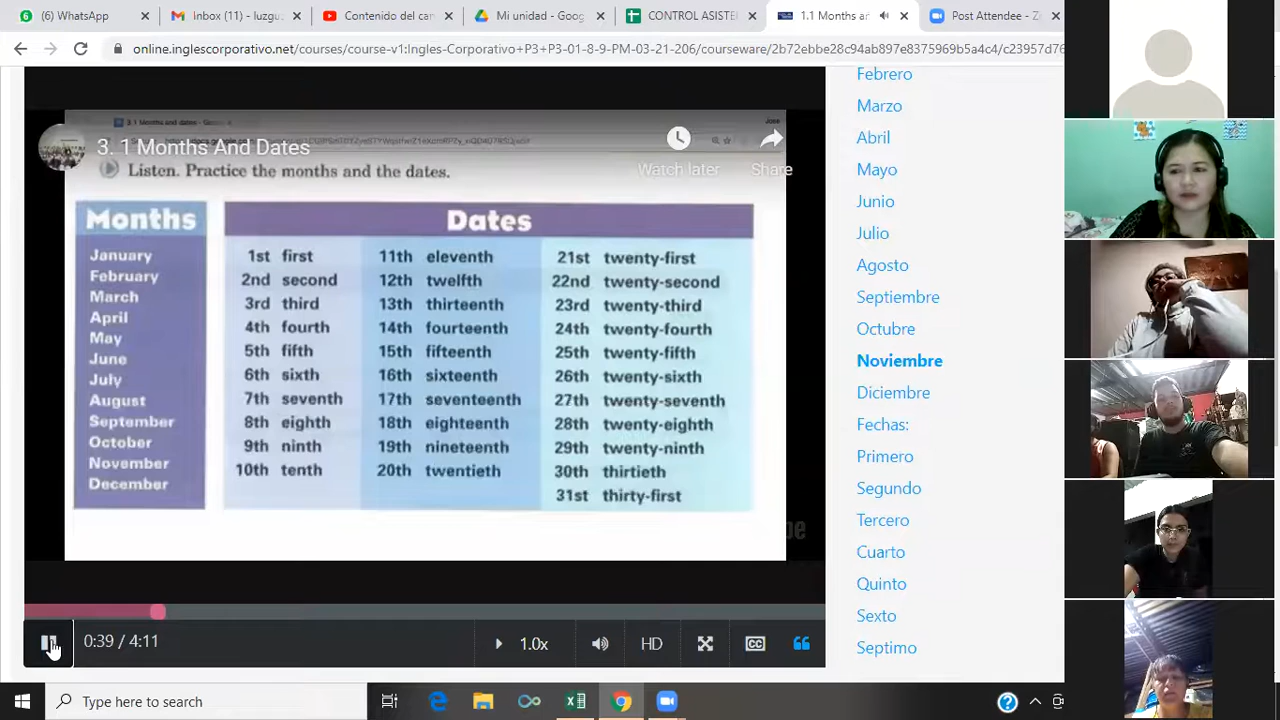 (6) WhatsApp
Inbox (11) - luzgu
Contenido del can
Mi unidad - Goog
CONTROL ASISTE
1.1 Months ar
Post Attendee - Z
online.inglescorporativo.net/courses/course-v1:Ingles-Corporativo+P3+P3-01-8-9-PM-03-21-206/courseware/2b72ebbe28c94ab897e8375969b5a4c4/c23957d76
3. 1 Months And Dates
Watch later
Share
Listen. Practice the months and the dates.
Months
January
February
March
April
May
June
July
August
September
October
November
December
Dates
1st first
2nd second
3rd third
4th fourth
5th fifth
6th sixth
7th seventh
8th eighth
9th ninth
10th tenth
11th eleventh
12th twelfth
13th thirteenth
14th fourteenth
15th fifteenth
16th sixteenth
17th seventeenth
18th eighteenth
19th nineteenth
20th twentieth
21st twenty-first
22nd twenty-second
23rd twenty-third
24th twenty-fourth
25th twenty-fifth
26th twenty-sixth
27th twenty-seventh
28th twenty-eighth
29th twenty-ninth
30th thirtieth
31st thirty-first
0:39 / 4:11
1.0x
HD
CC
Febrero
Marzo
Abril
Mayo
Junio
Julio
Agosto
Septiembre
Octubre
Noviembre
Diciembre
Fechas:
Primero
Segundo
Tercero
Cuarto
Quinto
Sexto
Septimo
Type here to search